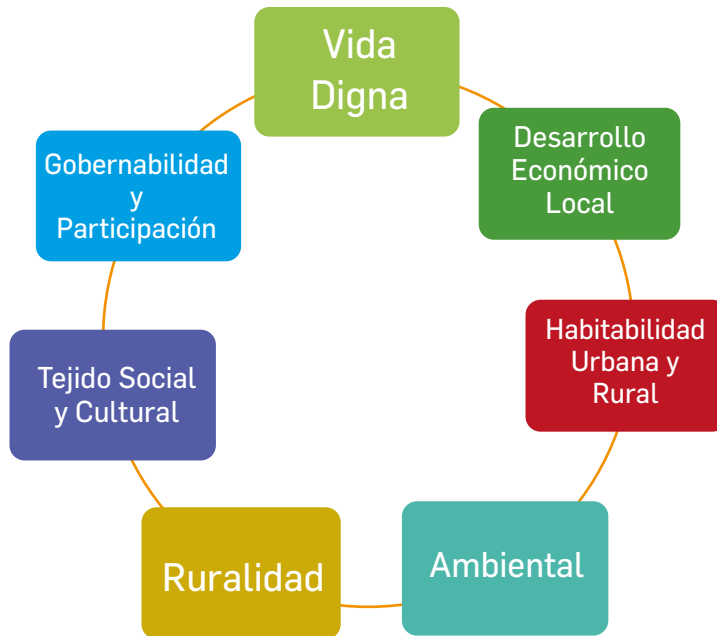 Vida
Digna
Desarrollo
Económico
Local
Habitabilidad
Urbana y
Rural
Ambiental
Ruralidad
Tejido Social
y Cultural
Gobernabilidad
y
Participación